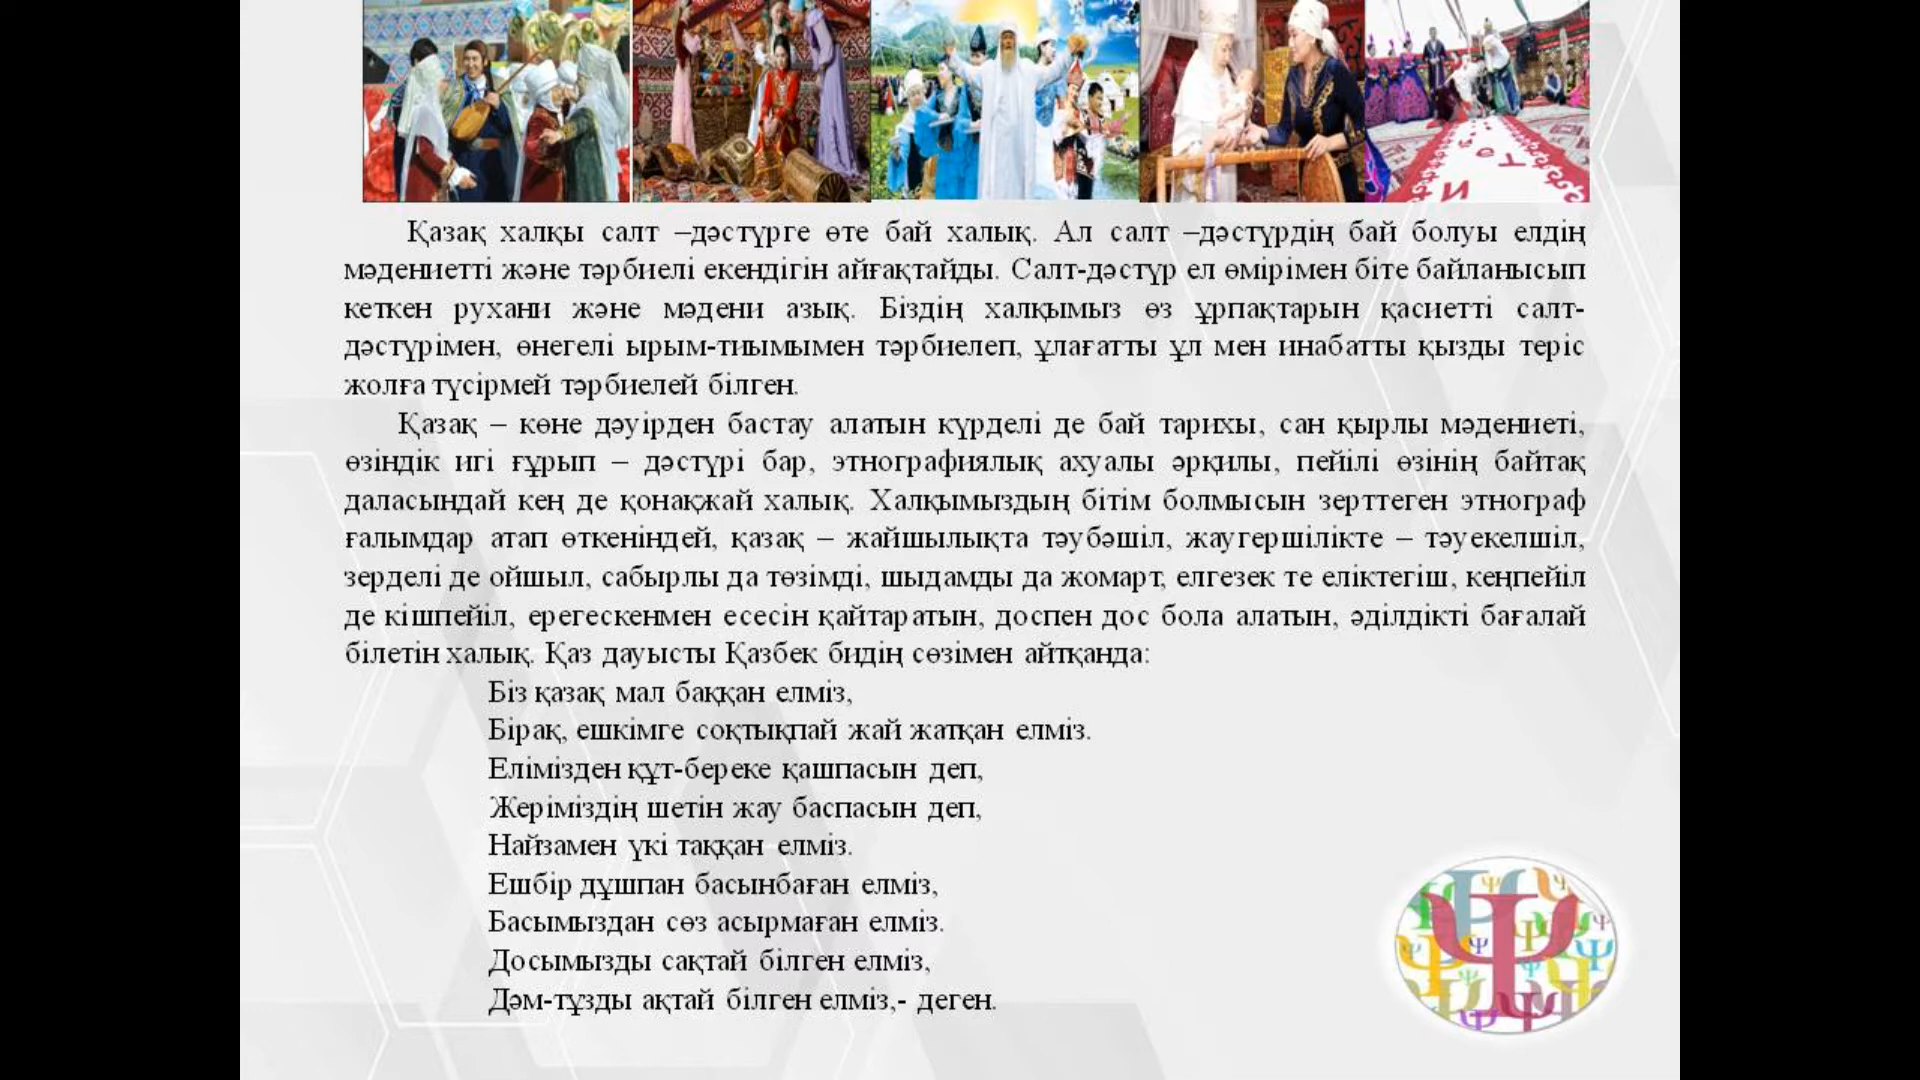 Қазақ халқы салт –дәстүрге өте бай халық. Ал салт –дәстүрдің бай болуы елдің
мәдениетті және тәрбиелі екендігін айғақтайды. Салт-дәстүр ел өмірімен біте байланысып
кеткен рухани және мәдени азық. Біздің халқымыз өз ұрпақтарын қасиетті салт-
дәстүрімен, өнегелі ырым-тиымымен тәрбиелеп, ұлағатты ұл мен инабатты қызды теріс
жолға түсірмей тәрбиелей білген.
Қазақ – көне дәуірден бастау алатын күрделі де бай тарихы, сан қырлы мәдениеті,
өзіндік игі ғұрып – дәстүрі бар, этнографиялық ахуалы әрқилы, пейілі өзінің байтақ
даласындай кең де қонақжай халық. Халқымыздың бітім болмысын зерттеген этнограф
ғалымдар атап өткеніндей, қазақ – жайшылықта тәубәшіл, жаугершілікте – тәуекелшіл,
зерделі де ойшыл, сабырлы да төзімді, шыдамды да жомарт, елгезек те еліктегіш, кеңпейіл
де кішпейіл, ерегескенмен есесін қайтаратын, доспен дос бола алатын, әділдікті бағалай
білетін халық. Қаз дауысты Қазбек бидің сөзімен айтқанда:
Біз қазақ мал баққан елміз,
Бірақ, ешкімге соқтықпай жай жатқан елміз.
Елімізден құт-береке қашпасын деп,
Жеріміздің шетін жау баспасын деп,
Найзамен үкі таққан елміз.
Ешбір дұшпан басынбаған елміз,
Басымыздан сөз асырмаған елміз.
Досымызды сақтай білген елміз,
Дәм-тұзды ақтай білген елміз,- деген.